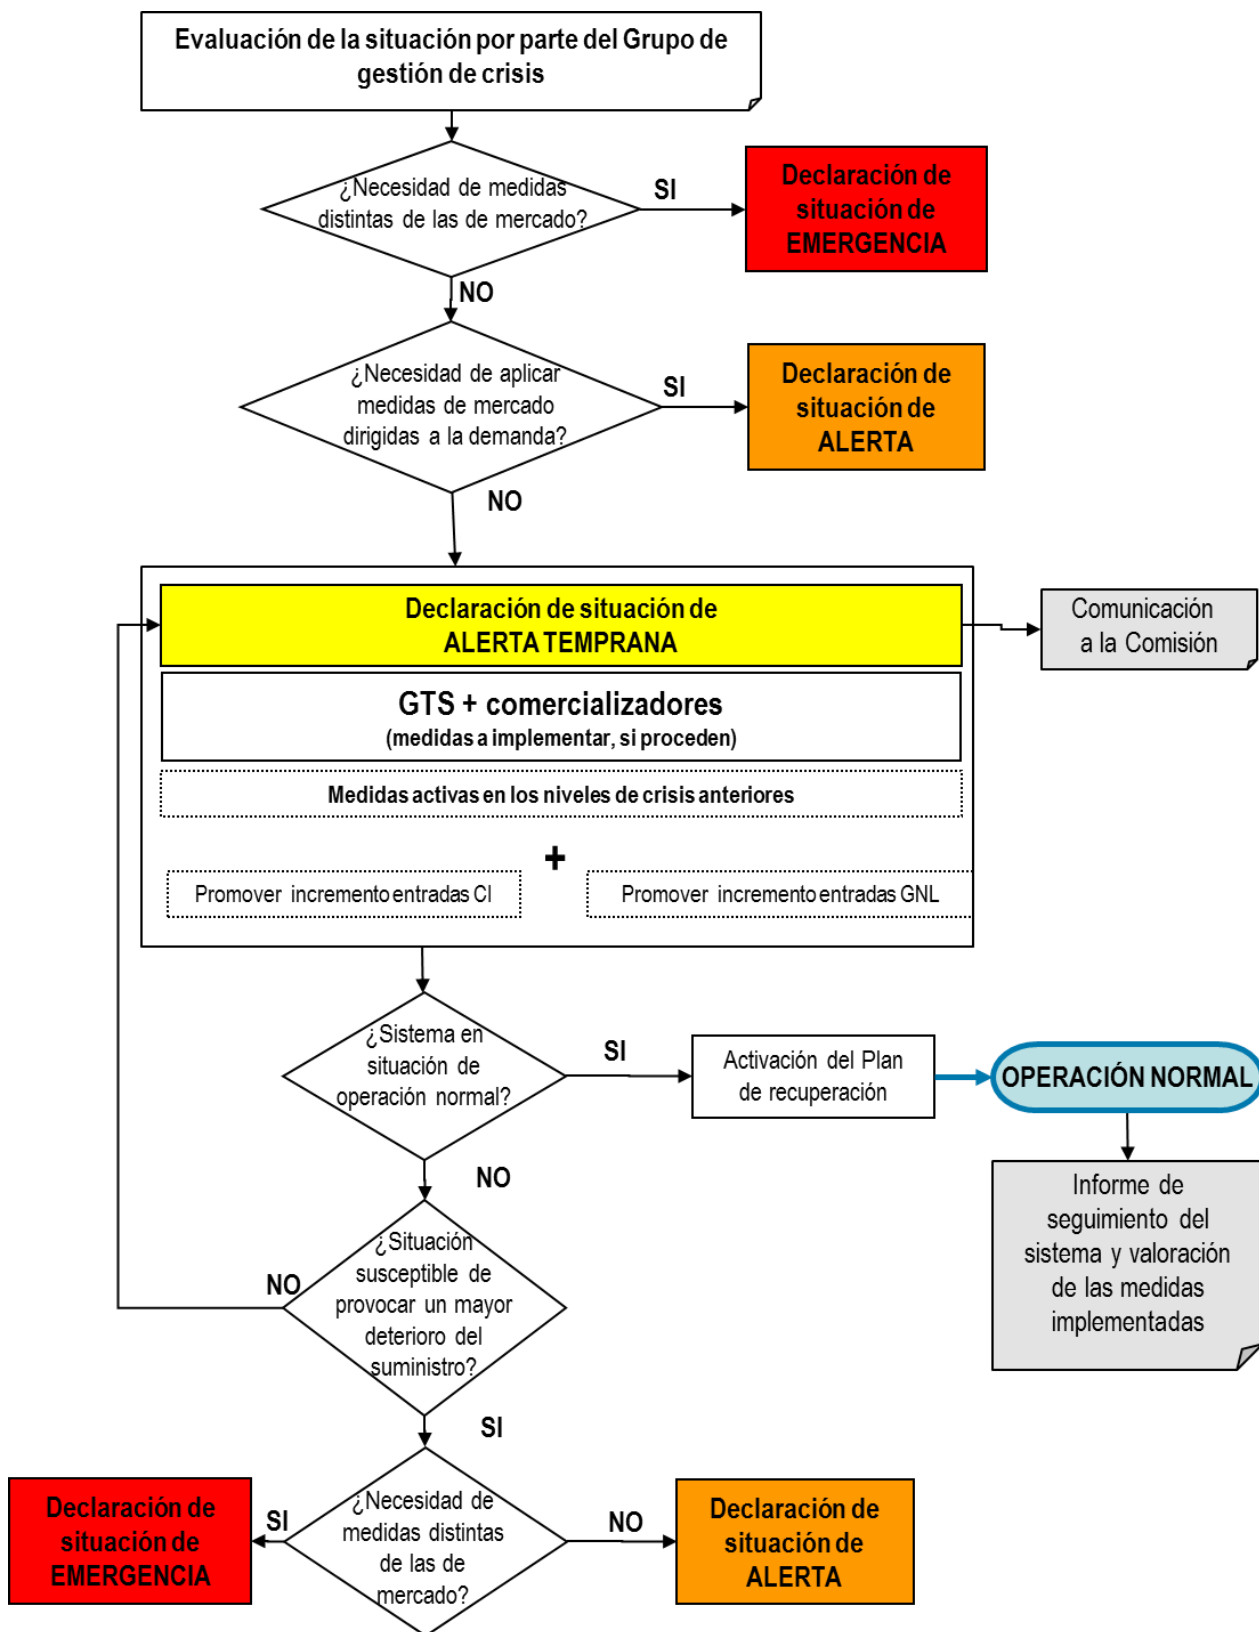 Evaluación de la situación por parte del Grupo de
gestión de crisis
¿Necesidad de medidas
distintas de las de mercado?
SI
Declaración de
situación de
EMERGENCIA
NO
¿Necesidad de aplicar
medidas de mercado
dirigidas a la demanda?
SI
Declaración de
situación de
ALERTA
NO
Declaración de situación de
ALERTA TEMPRANA
Comunicación
a la Comisión
GTS + comercializadores
(medidas a implementar, si proceden)
Medidas activas en los niveles de crisis anteriores
+
Promover incremento entradas CI
Promover incremento entradas GNL
¿Sistema en
situación de
operación normal?
SI
Activación del Plan
de recuperación
OPERACIÓN NORMAL
NO
Informe de
seguimiento del
sistema y valoración
de las medidas
implementadas
¿Situación
susceptible de
provocar un mayor
deterioro del
suministro?
NO
SI
¿Necesidad de
medidas distintas
de las de
mercado?
SI
Declaración de
situación de
EMERGENCIA
NO
Declaración de
situación de
ALERTA